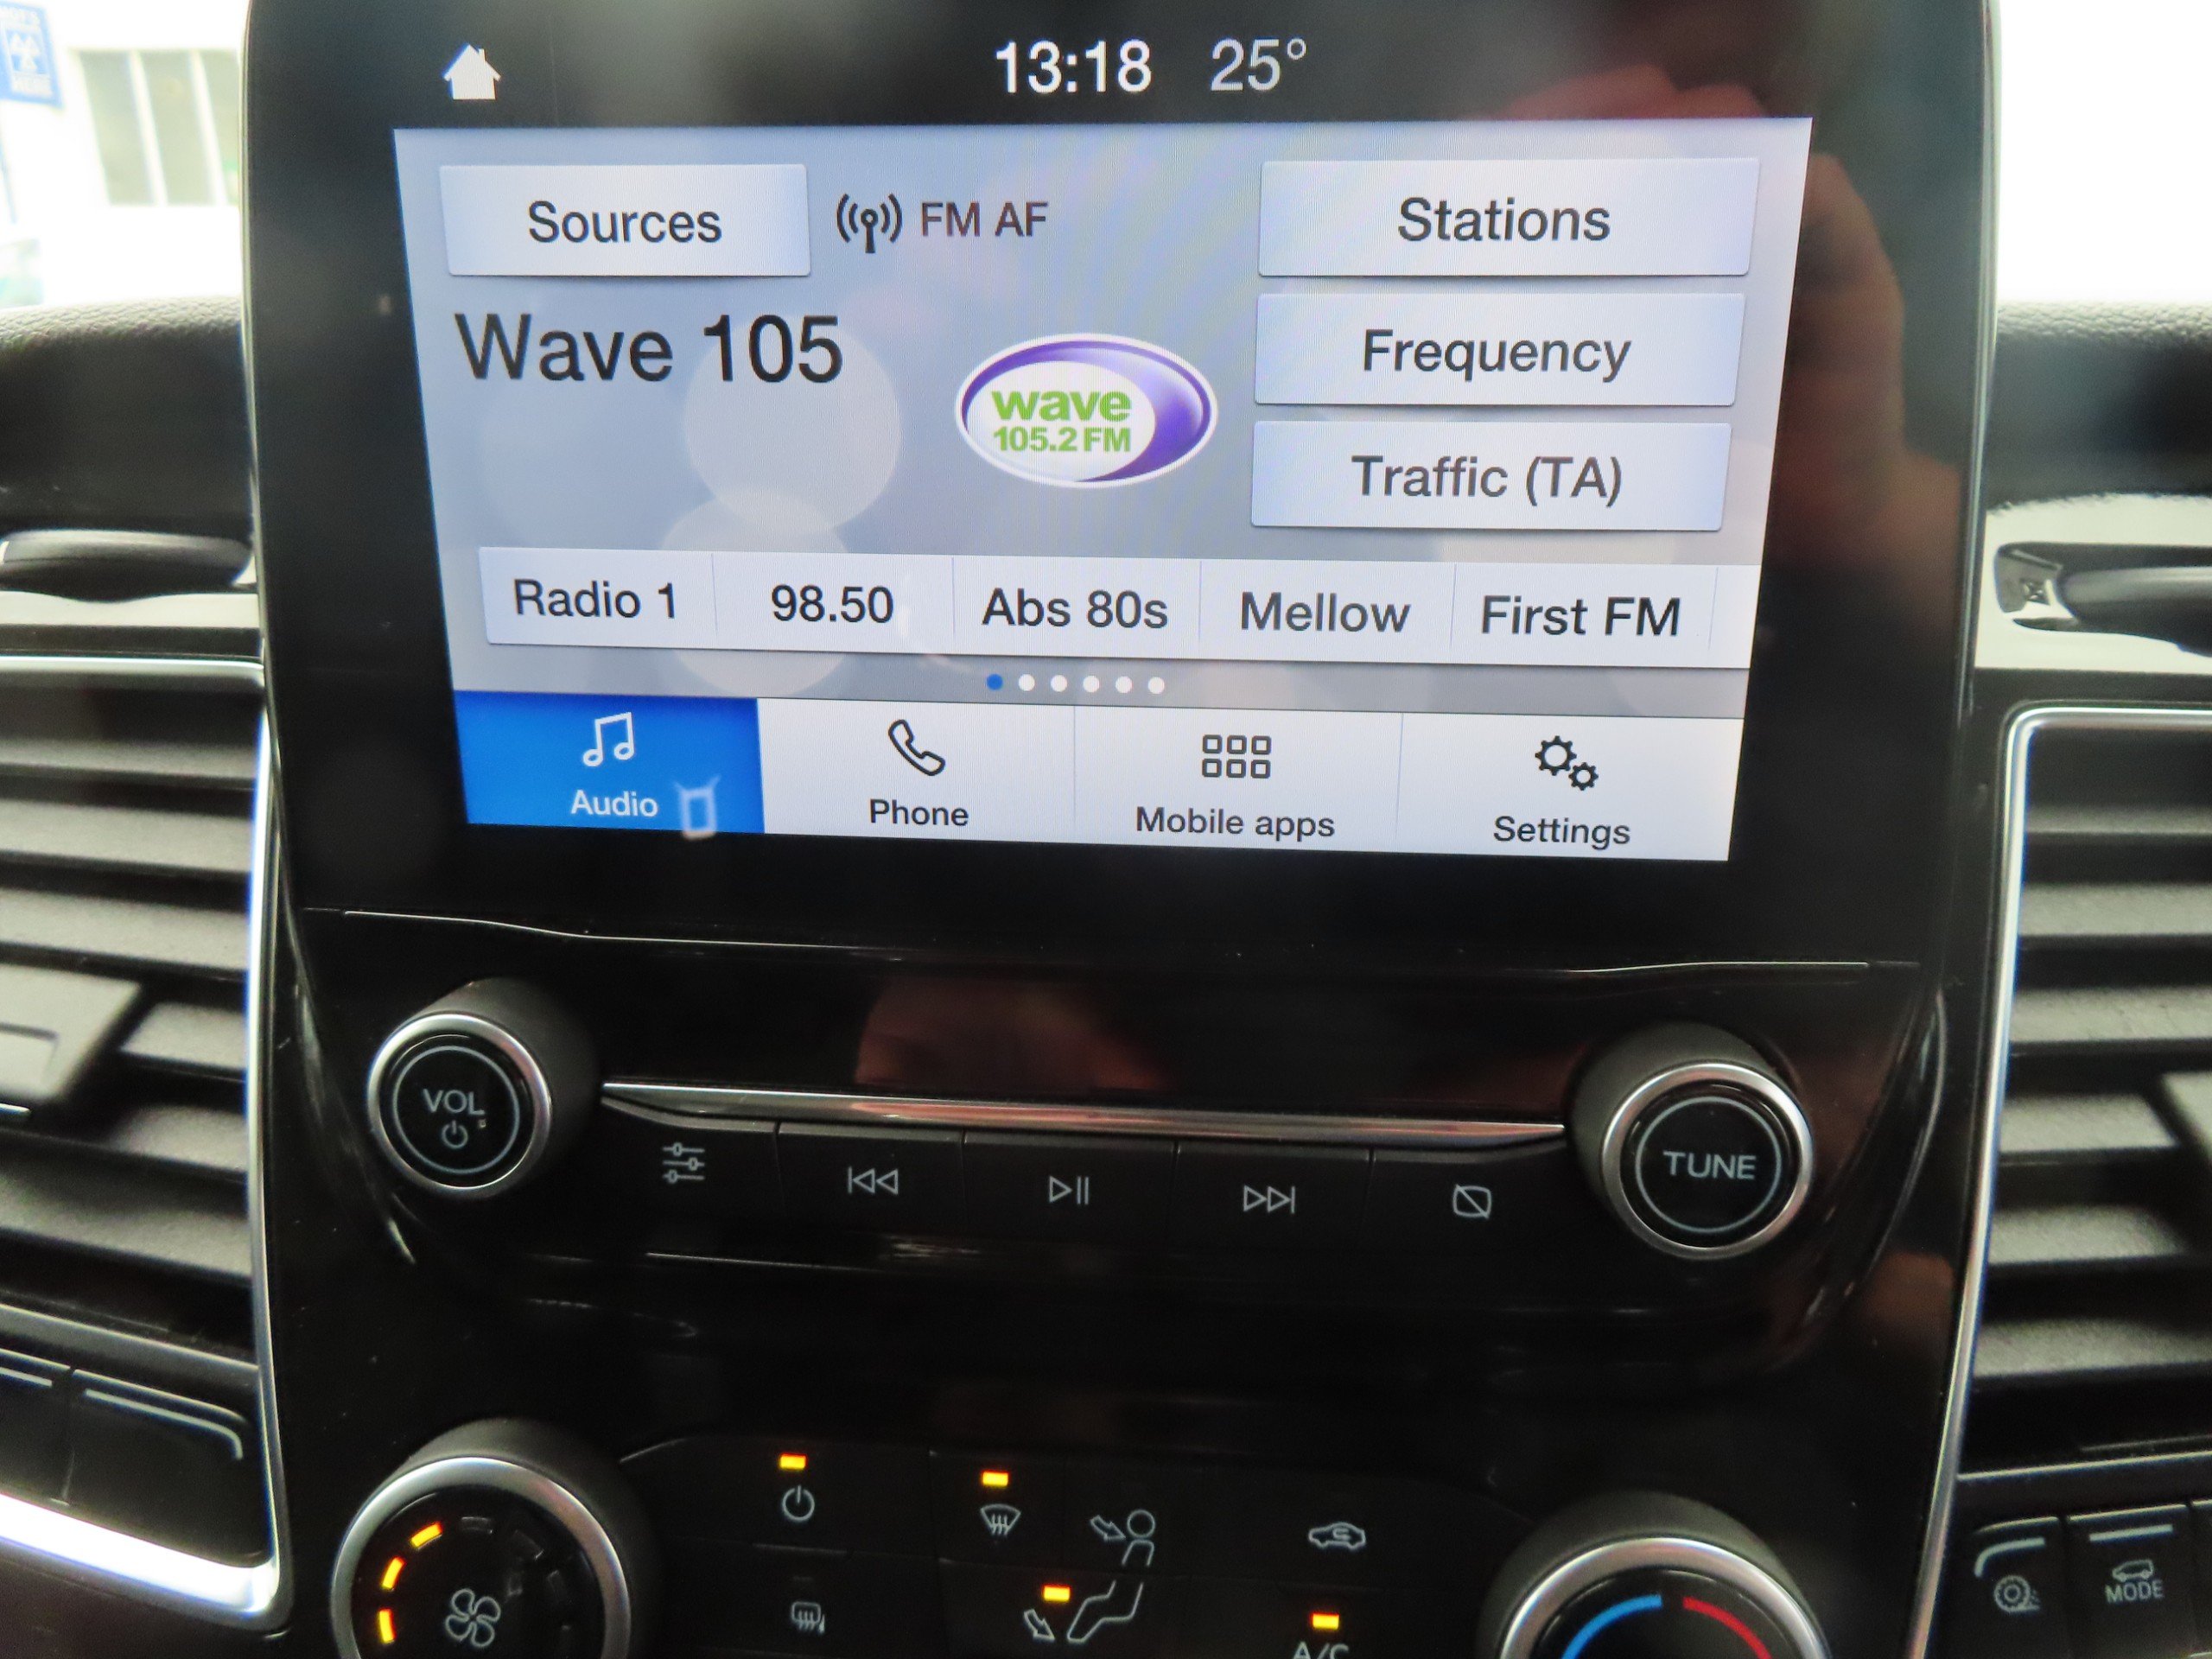 13:18 25°
Sources
FM AF
Stations
Wave 105
wave
105.2 FM
Frequency
Traffic (TA)
Radio 1
98.50
Abs 80s
Mellow
First FM
Audio
Phone
Mobile apps
Settings
VOL
TUNE
A/C
MODE